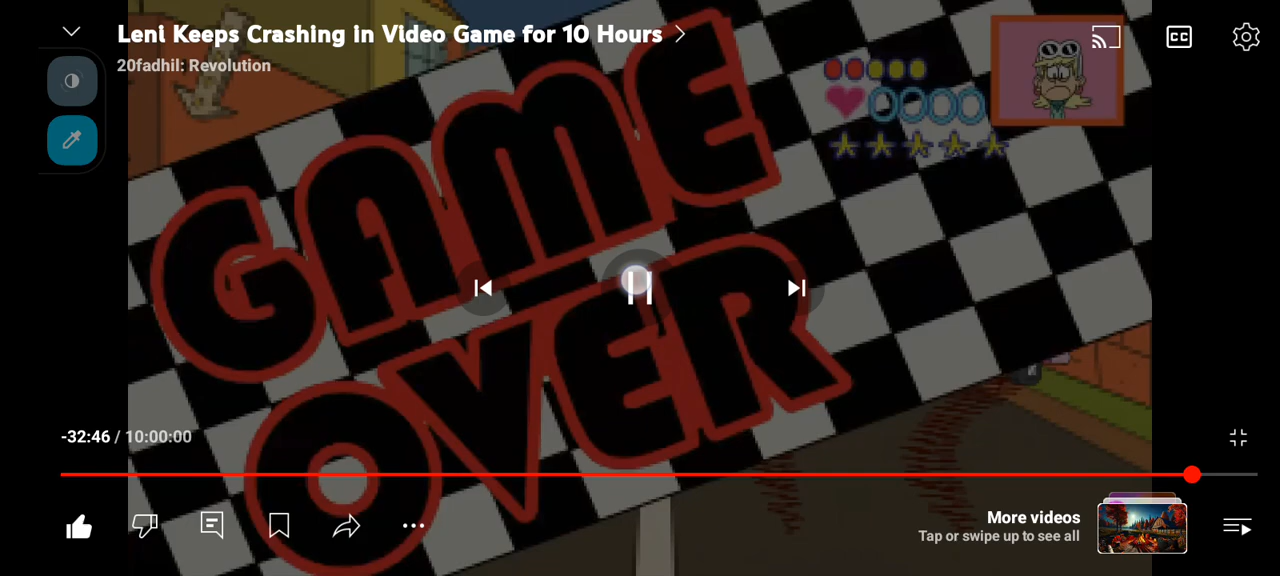 Leni Keeps Crashing in Video Game for 10 Hours
20fadhil: Revolution
CC
GAME
OVER
-32:46 / 10:00:00
More videos
Tap or swipe up to see all